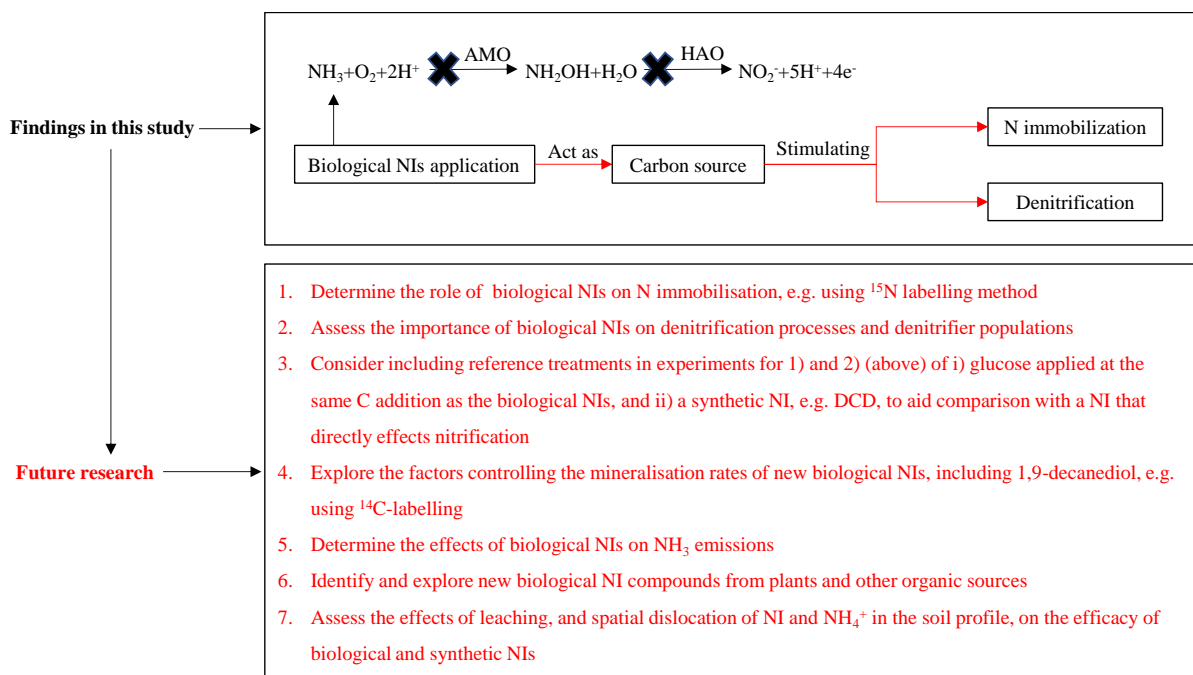 AMO
HAO
NH₃+O₂+2H⁺
NH₂OH+H₂O
NO₂⁻+5H⁺+4e⁻
Findings in this study
N immobilization
Biological NIs application
Act as
Carbon source
Stimulating
Denitrification
1. Determine the role of biological NIs on N immobilisation, e.g. using ¹⁵N labelling method
2. Assess the importance of biological NIs on denitrification processes and denitrifier populations
3. Consider including reference treatments in experiments for 1) and 2) (above) of i) glucose applied at the
same C addition as the biological NIs, and ii) a synthetic NI, e.g. DCD, to aid comparison with a NI that
directly effects nitrification
Future research
4. Explore the factors controlling the mineralisation rates of new biological NIs, including 1,9-decanediol, e.g.
using ¹⁴C-labelling
5. Determine the effects of biological NIs on NH₃ emissions
6. Identify and explore new biological NI compounds from plants and other organic sources
7. Assess the effects of leaching, and spatial dislocation of NI and NH₄⁺ in the soil profile, on the efficacy of
biological and synthetic NIs